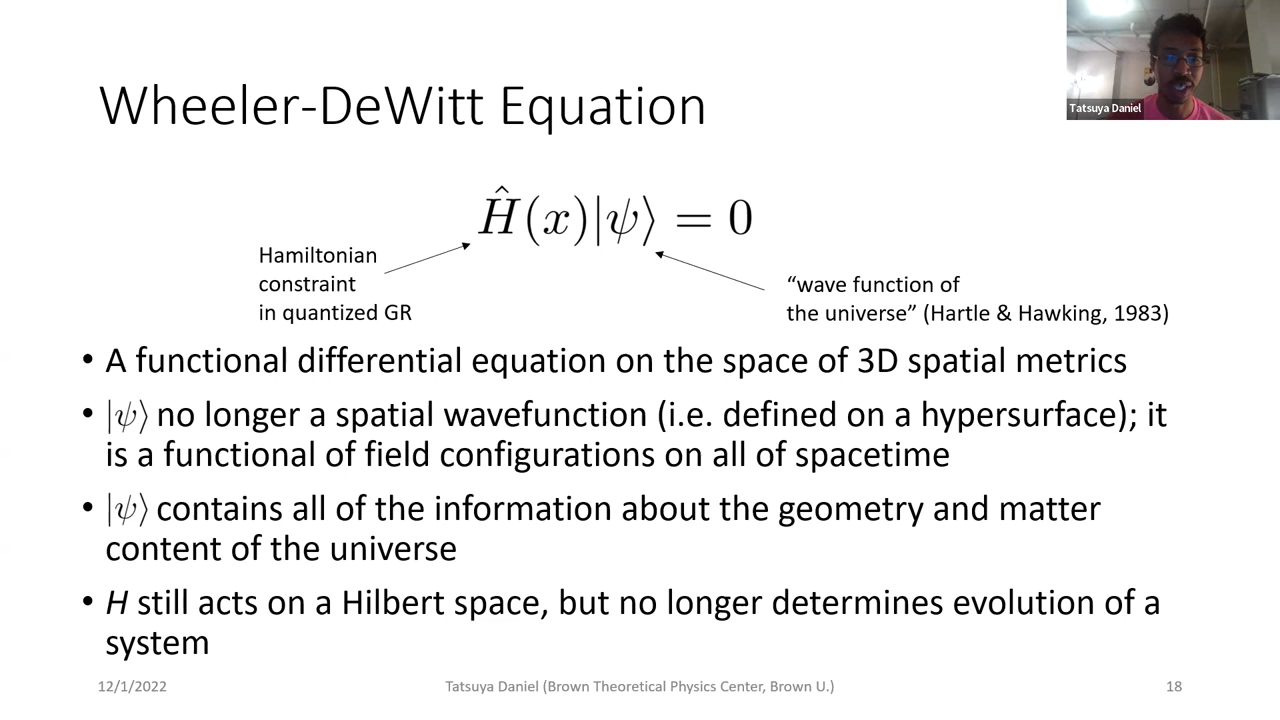 Tatsuya Daniel
Wheeler-DeWitt Equation
Ĥ(x)|ψ⟩ = 0
Hamiltonian
constraint
in quantized GR
“wave function of
the universe” (Hartle & Hawking, 1983)
• A functional differential equation on the space of 3D spatial metrics
• |ψ⟩ no longer a spatial wavefunction (i.e. defined on a hypersurface); it
is a functional of field configurations on all of spacetime
• |ψ⟩ contains all of the information about the geometry and matter
content of the universe
• H still acts on a Hilbert space, but no longer determines evolution of a
system
12/1/2022
Tatsuya Daniel (Brown Theoretical Physics Center, Brown U.)
18